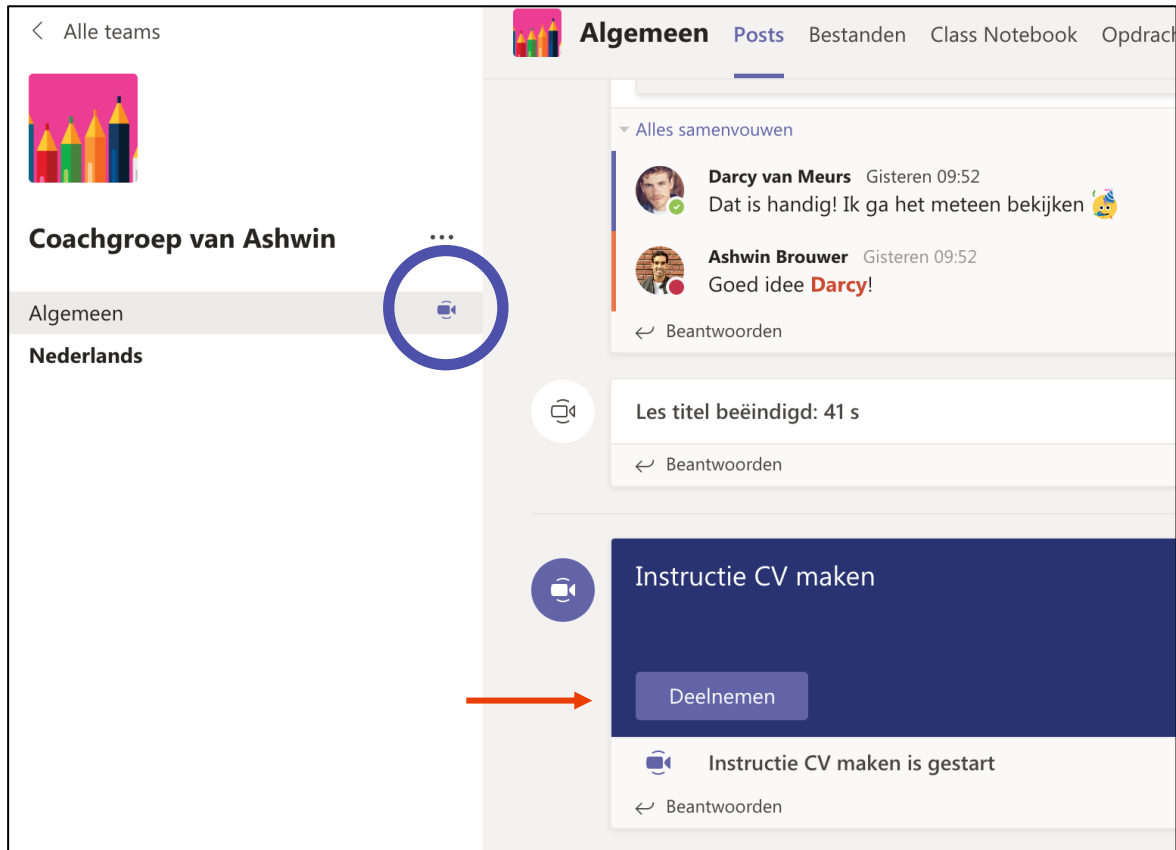 Alle teams
Coachgroep van Ashwin
Algemeen
Nederlands
Algemeen Posts Bestanden Class Notebook Opdrach
Alles samenvouwen
Darcy van Meurs Gisteren 09:52
Dat is handig! Ik ga het meteen bekijken
Ashwin Brouwer Gisteren 09:52
Goed idee Darcy!
Beantwoorden
Les titel beëindigd: 41 s
Beantwoorden
Instructie CV maken
Deelnemen
Instructie CV maken is gestart
Beantwoorden